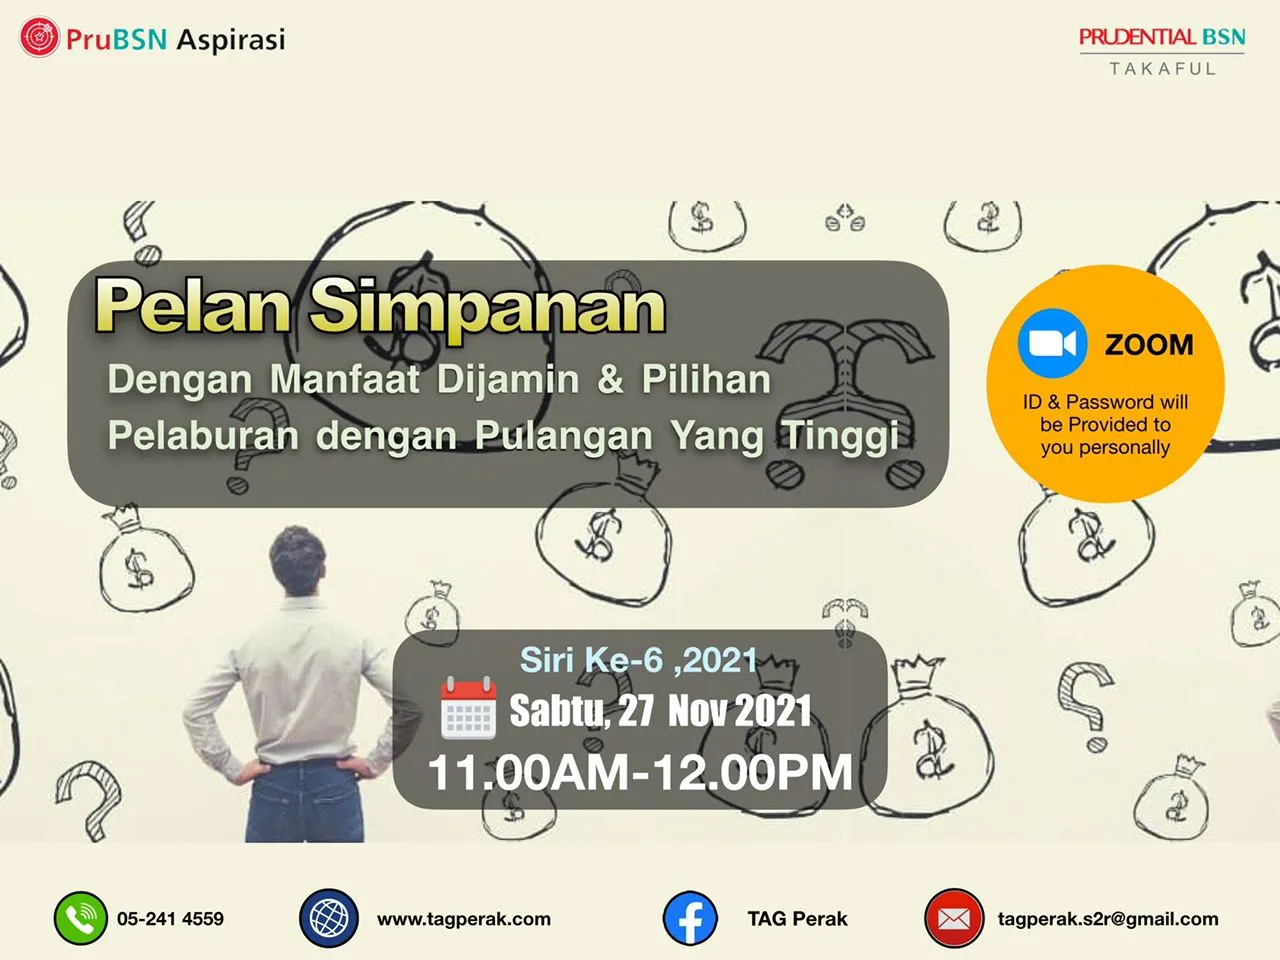 PruBSN Aspirasi
PRUDENTIAL BSN
TAKAFUL
Pelan Simpanan
Dengan Manfaat Dijamin & Pilihan
Pelaburan dengan Pulangan Yang Tinggi
ZOOM
ID & Password will
be Provided to
you personally
Siri Ke-6 ,2021
Sabtu, 27 Nov 2021
11.00AM-12.00PM
05-241 4559
www.tagperak.com
TAG Perak
tagperak.s2r@gmail.com